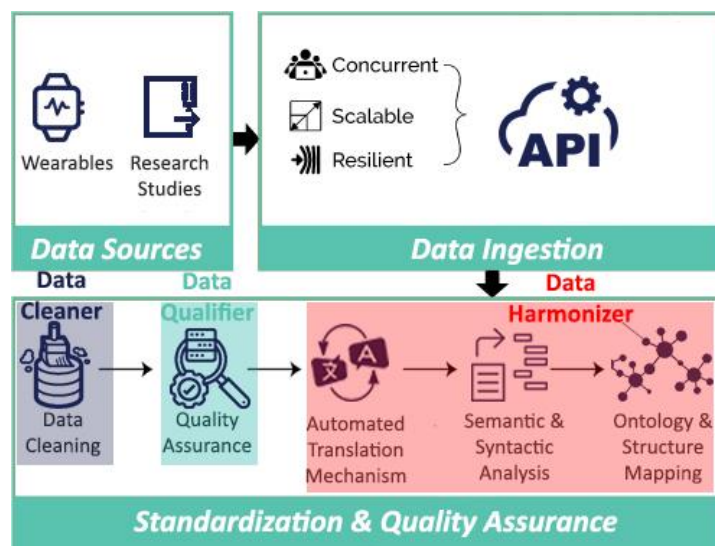 Wearables
Research
Studies
Data Sources
Concurrent
Scalable
Resilient
API
Data Ingestion
Data
Cleaner
Data
Cleaning
Data
Qualifier
Quality
Assurance
Data
Harmonizer
文 A
Automated
Translation
Mechanism
Semantic &
Syntactic
Analysis
Ontology &
Structure
Mapping
Standardization & Quality Assurance